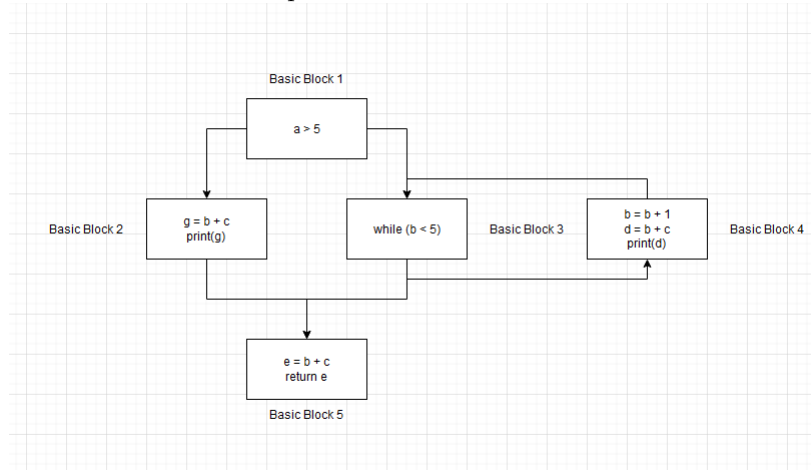 Basic Block 1
a > 5
Basic Block 2
g = b + c
print(g)
while (b < 5)
Basic Block 3
b = b + 1
d = b + c
print(d)
Basic Block 4
e = b + c
return e
Basic Block 5